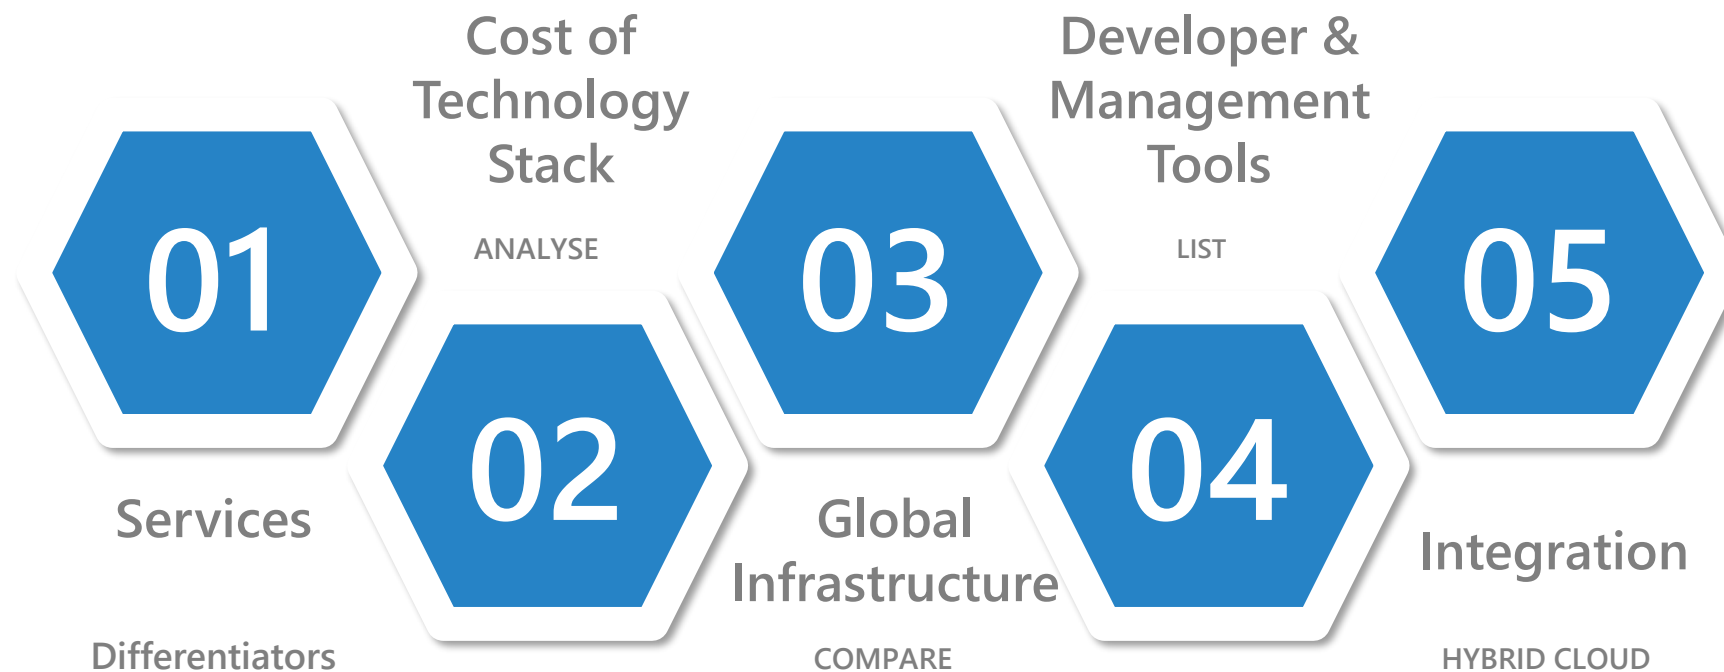 01
Services
Differentiators
Cost of
Technology
Stack
ANALYSE
02
03
Global
Infrastructure
COMPARE
Developer &
Management
Tools
LIST
04
05
Integration
HYBRID CLOUD